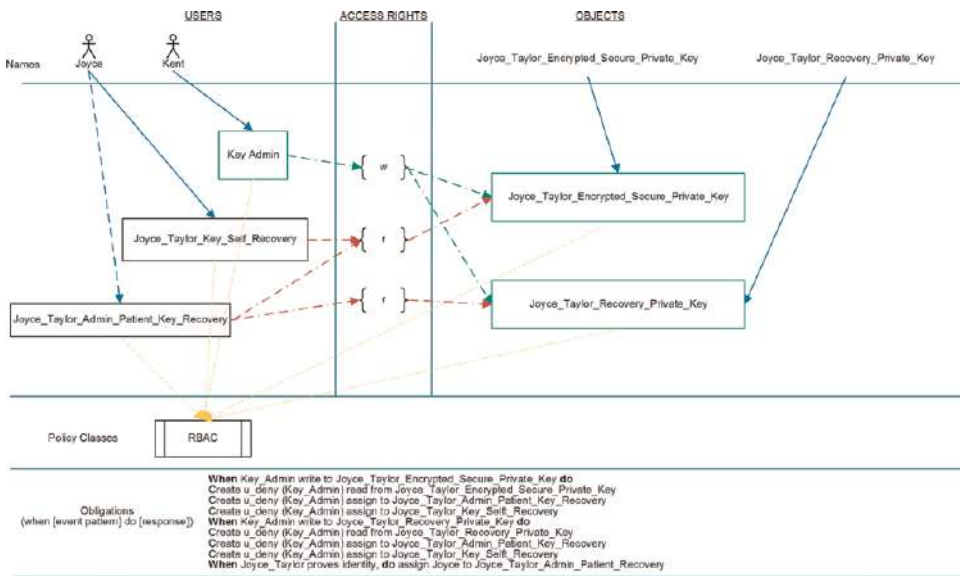 USERS ACCESS RIGHTS OBJECTS
Names Joyce Kent Joyce_Taylor_Encrypted_Secure_Private_Key Joyce_Taylor_Recovery_Private_Key
Key Admin
{ w }
Joyce_Taylor_Encrypted_Secure_Private_Key
Joyce_Taylor_Key_Self_Recovery
{ r }
Joyce_Taylor_Admin_Patient_Key_Recovery
{ r }
Joyce_Taylor_Recovery_Private_Key
Policy Classes RBAC
Obligations
(when [event pattern] do [response])
When Key_Admin write to Joyce_Taylor_Encrypted_Secure_Private_Key do
Create u_deny (Key_Admin) read from Joyce_Taylor_Encrypted_Secure_Private_Key
Create u_deny (Key_Admin) assign to Joyce_Taylor_Admin_Patient_Key_Recovery
Create u_deny (Key_Admin) assign to Joyce_Taylor_Key_Selft_Recovery
When Key_Admin write to Joyce_Taylor_Recovery_Private_Key do
Create u_deny (Key_Admin) read from Joyce_Taylor_Recovery_Private_Key
Create u_deny (Key_Admin) assign to Joyce_Taylor_Admin_Patient_Key_Recovery
Create u_deny (Key_Admin) assign to Joyce_Taylor_Key_Selft_Recovery
When Joyce_Taylor proves identity, do assign Joyce to Joyce_Taylor_Admin_Patient_Recovery